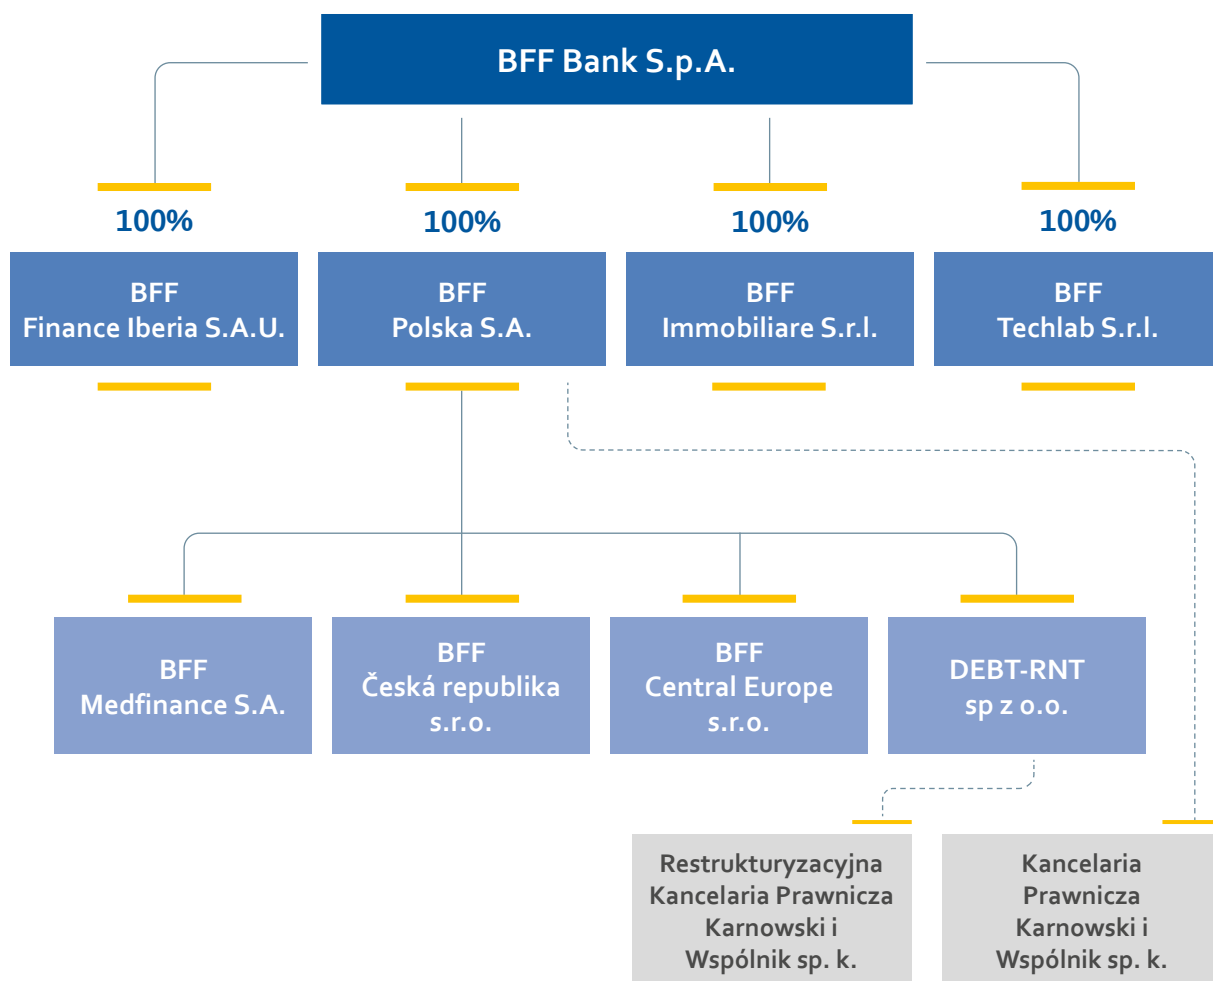 BFF Bank S.p.A.
100%
100%
100%
100%
BFF
Finance Iberia S.A.U.
BFF
Polska S.A.
BFF
Immobiliare S.r.l.
BFF
Techlab S.r.l.
BFF
Medfinance S.A.
BFF
Česká republika
s.r.o.
BFF
Central Europe
s.r.o.
DEBT-RNT
sp z o.o.
Restrukturyzacyjna
Kancelaria Prawnicza
Karnowski i
Wspólnik sp. k.
Kancelaria
Prawnicza
Karnowski i
Wspólnik sp. k.